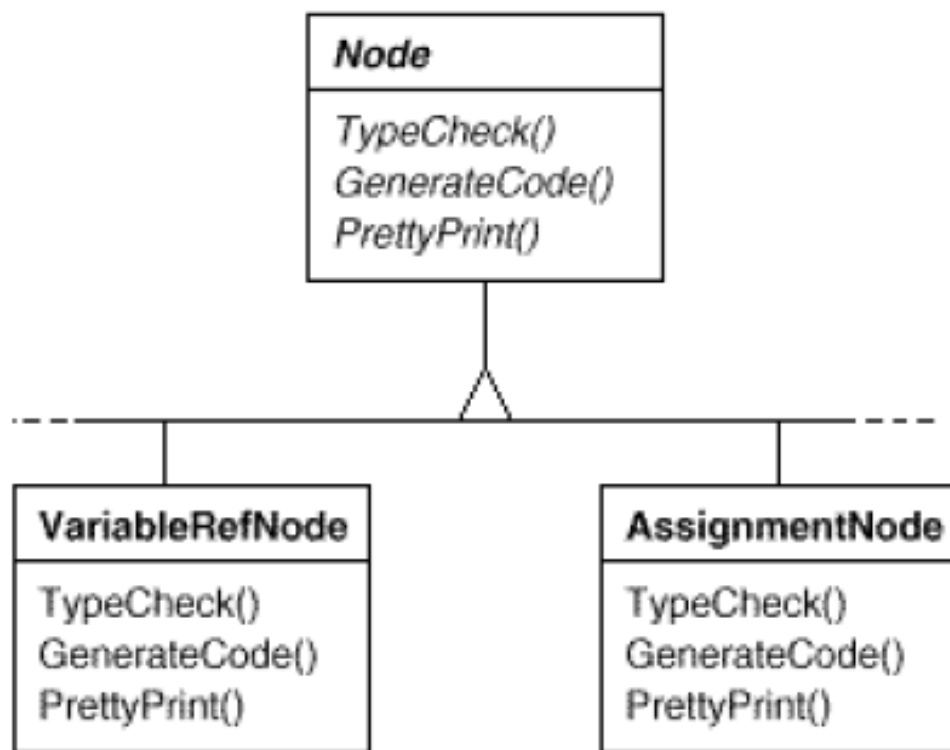 Node
TypeCheck()
GenerateCode()
PrettyPrint()
VariableRefNode
TypeCheck()
GenerateCode()
PrettyPrint()
AssignmentNode
TypeCheck()
GenerateCode()
PrettyPrint()